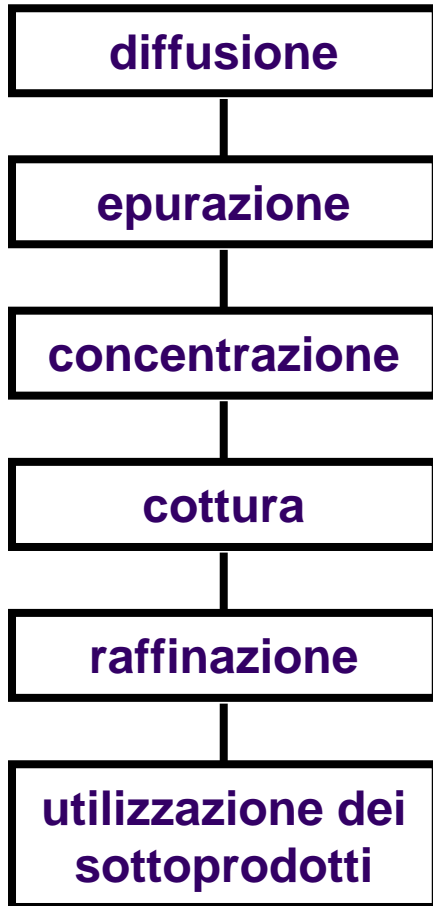 diffusione
epurazione
concentrazione
cottura
raffinazione
utilizzazione dei
sottoprodotti